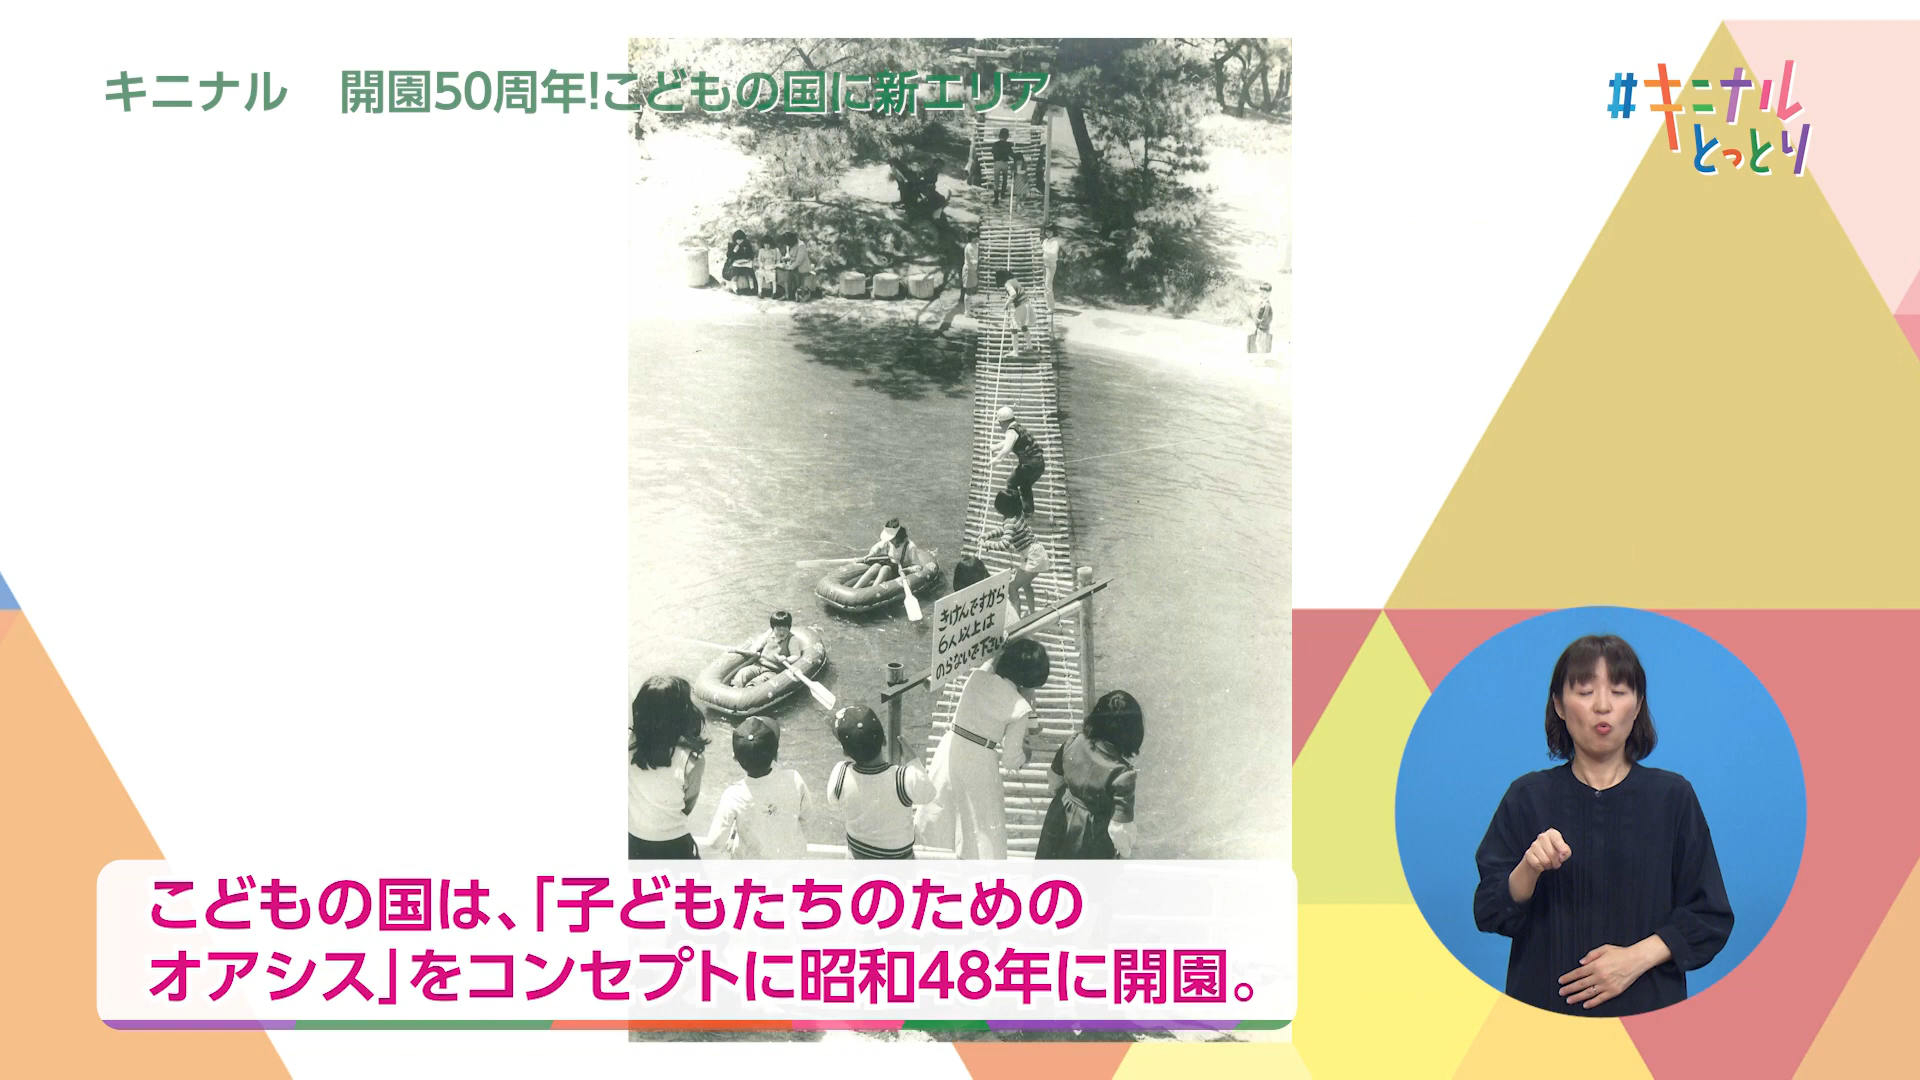 キニナル　開園50周年!こどもの国に新エリア
#キニナル
とっとり
きけんですから
6人以上は
のらないで下さい
こどもの国は、「子どもたちのための
オアシス」をコンセプトに昭和48年に開園。